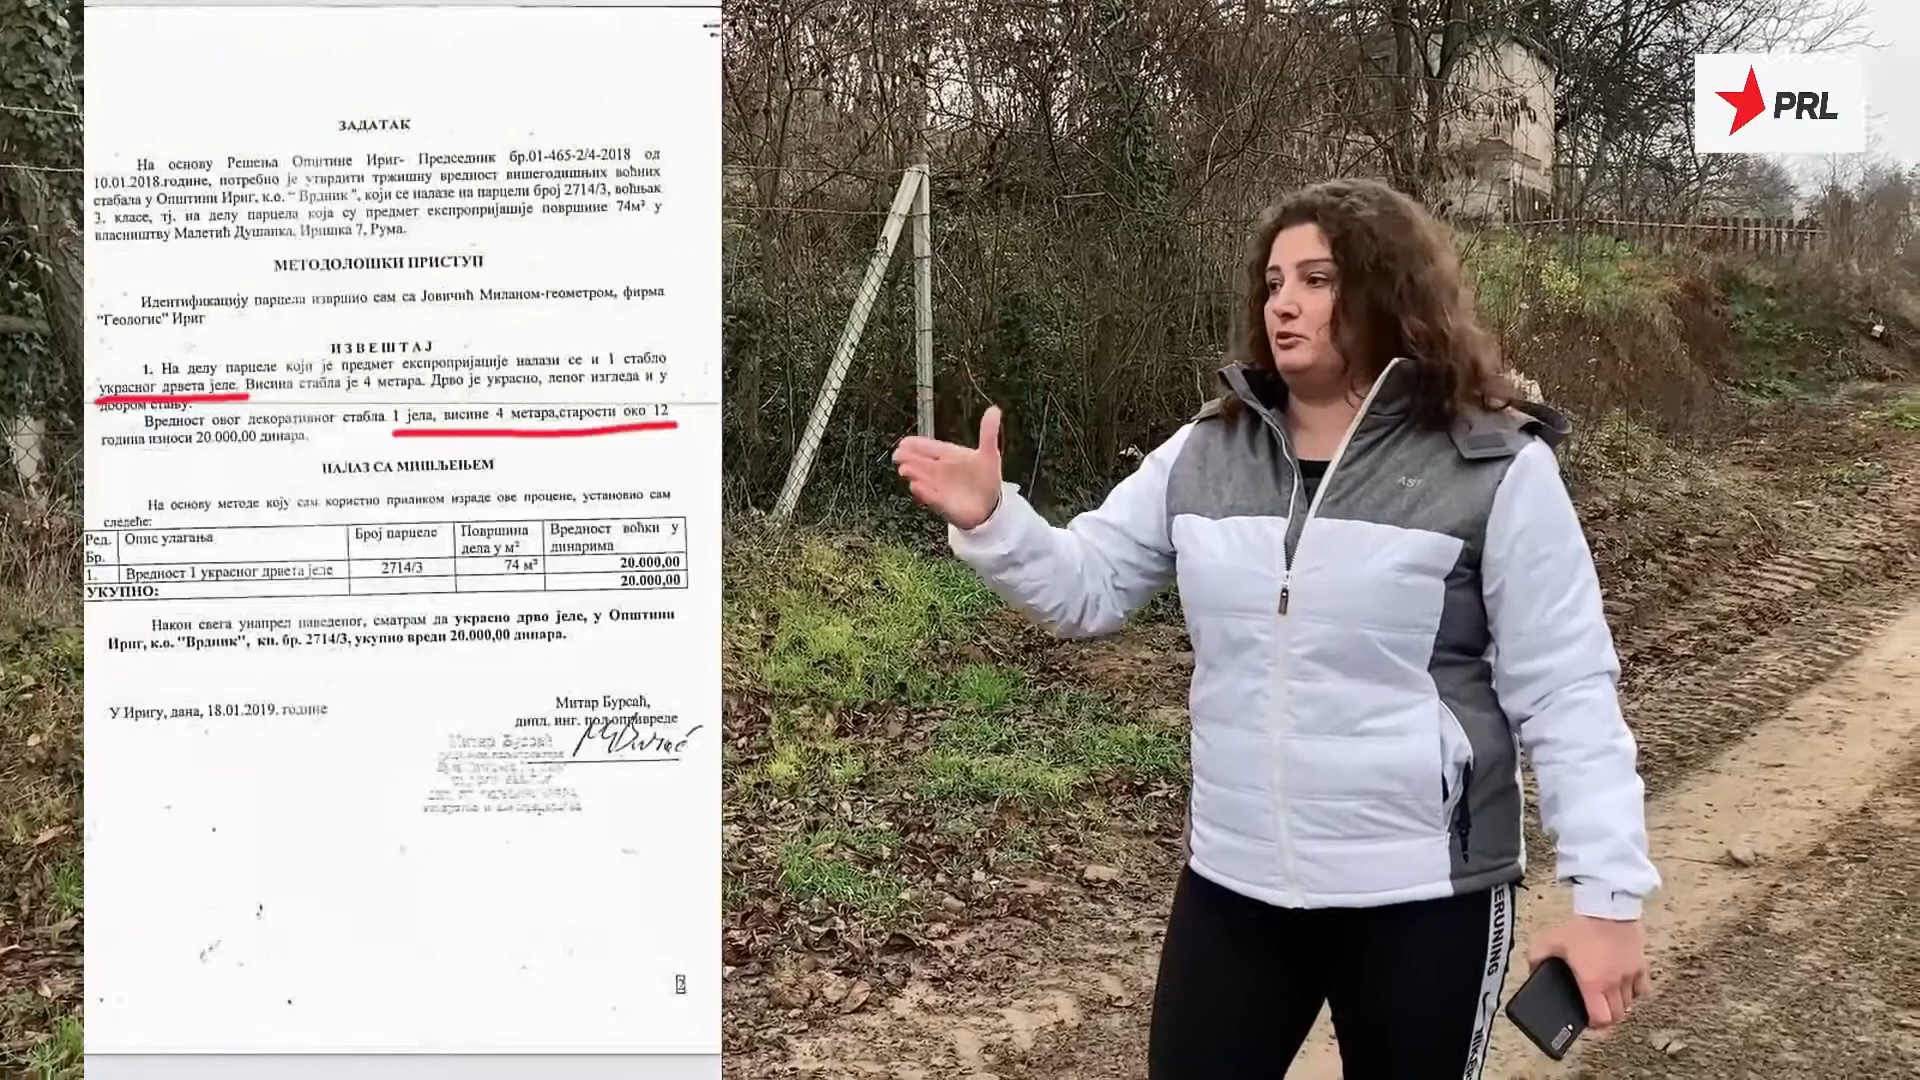 ЗАДАТАК
На основу Решења Општине Ириг- Председник бр.01-465-2/4-2018 од
10.01.2018.године, потребно је утврдити тржишну вредност вишегодишњих воћних
стабала у Општини Ириг, к.о. “ Врдник ”, који се налазе на парцели број 2714/3, воћњак
3. класе, тј. на делу парцела која су предмет експропријације површине 74м² у
власништву Малетић Душанка, Иришка 7, Рума.
МЕТОДОЛОШКИ ПРИСТУП
Идентификацију парцела извршио сам са Јовичић Миланом-геометром, фирма
“Геологис” Ириг
ИЗВЕШТАЈ
1. На делу парцеле који је предмет експропријације налази се и 1 стабло
украсног дрвета јеле. Висина стабла је 4 метара. Дрво је украсно, лепог изгледа и у
добром стању.
Вредност овог декоративног стабла 1 јела, висине 4 метара,старости око 12
година износи 20.000,00 динара.
НАЛАЗ СА МИШЉЕЊЕМ
На основу методе коју сам користио приликом израде ове процене, установио сам
следеће:
Ред. Бр. Опис улагања Број парцеле Површина дела у м² Вредност воћки у динарима
1. Вредност 1 украсног дрвета јеле 2714/3 74 м² 20.000,00
УКУПНО: 20.000,00
Након свега унапред наведеног, сматрам да украсно дрво јеле, у Општини
Ириг, к.о. "Врдник", кп. бр. 2714/3, укупно вреди 20.000,00 динара.
У Иригу, дана, 18.01.2019. године
Митар Бурсаћ,
дипл. инг. пољопривреде
Митар Бурсаћ
PRL
AST
ERUNING